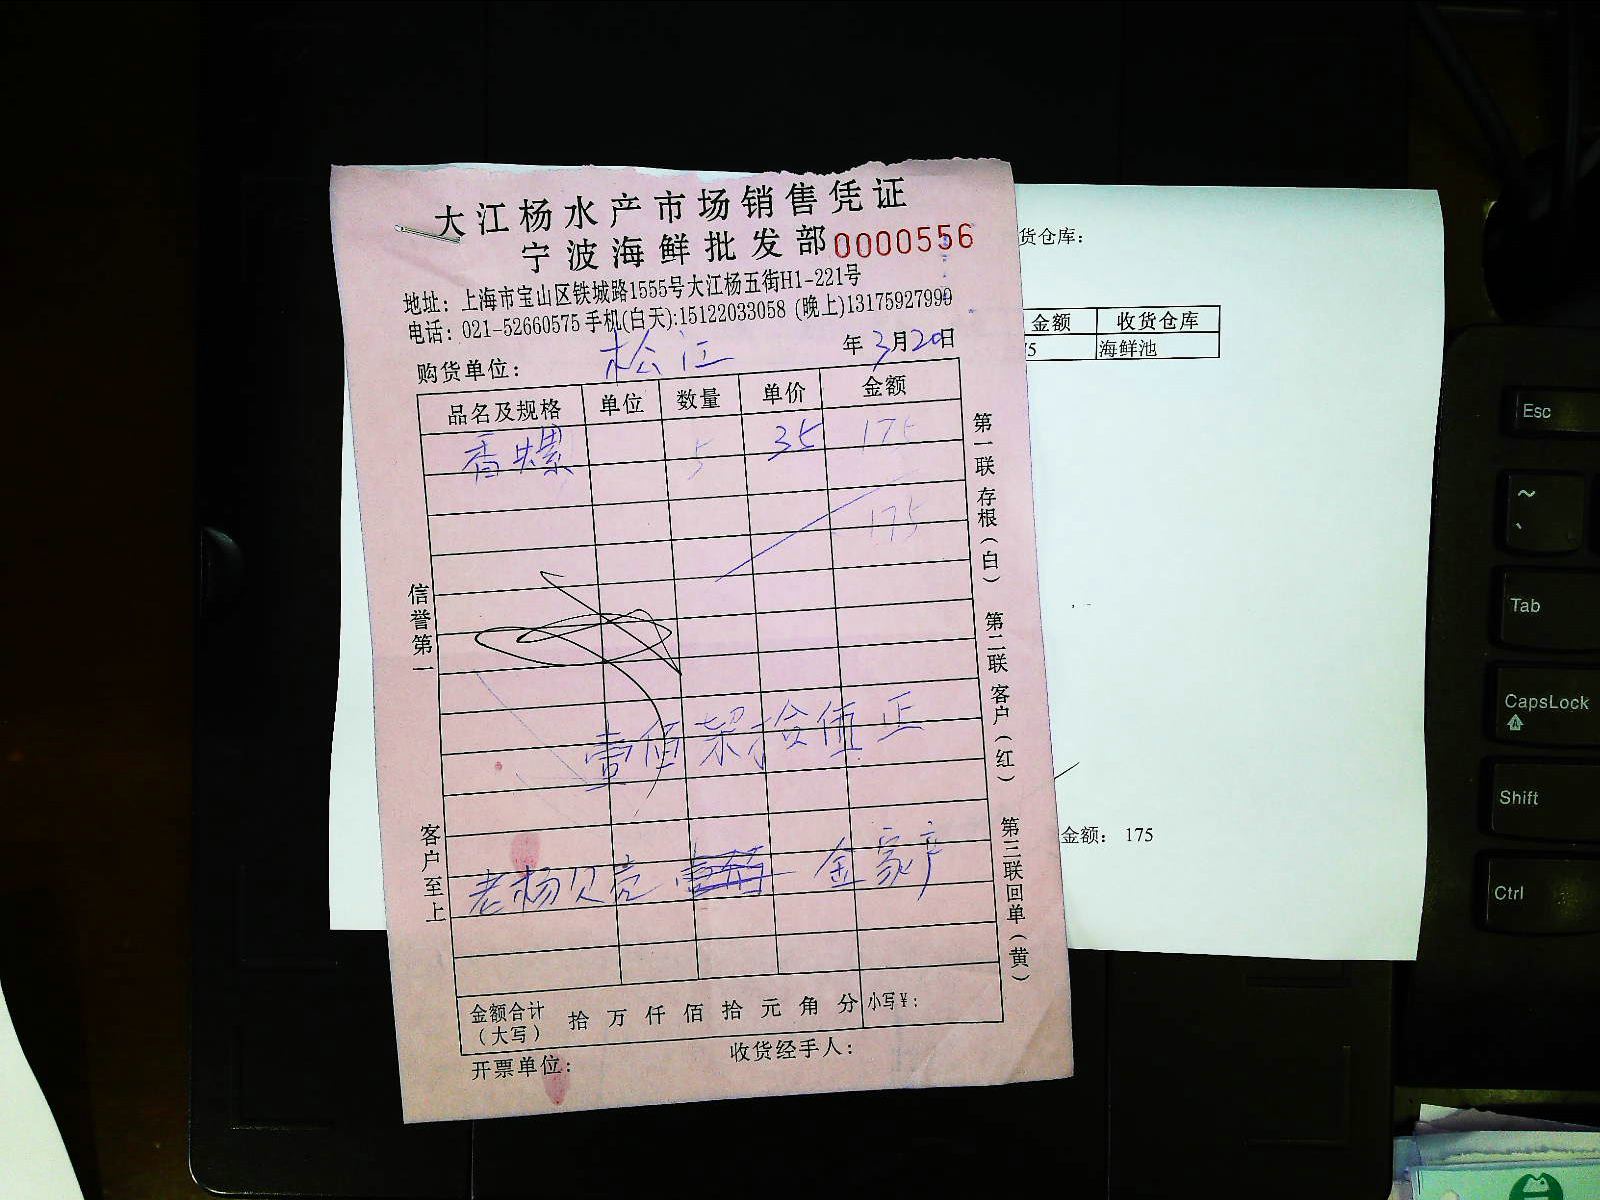 大江杨水产市场销售凭证
宁波海鲜批发部 0000556
地址：上海市宝山区铁城路1555号大江杨五街H1-221号
电话：021-52660575 手机(白天):15122033058 (晚上)13175927999
购货单位： 松江 年3月20日
品名及规格 单位 数量 单价 金额
香螺 5 35 175
175
壹佰柒拾伍正
老杨贝壳 金家产
金额合计（大写） 拾 万 仟 佰 拾 元 角 分 小写¥：
开票单位： 收货经手人：
信誉第一
客户至上
第一联存根（白）
第二联客户（红）
第三联回单（黄）
货仓库：
金额 收货仓库
75 海鲜池
金额： 175
Esc
~
、
Tab
CapsLock
A
Shift
Ctrl